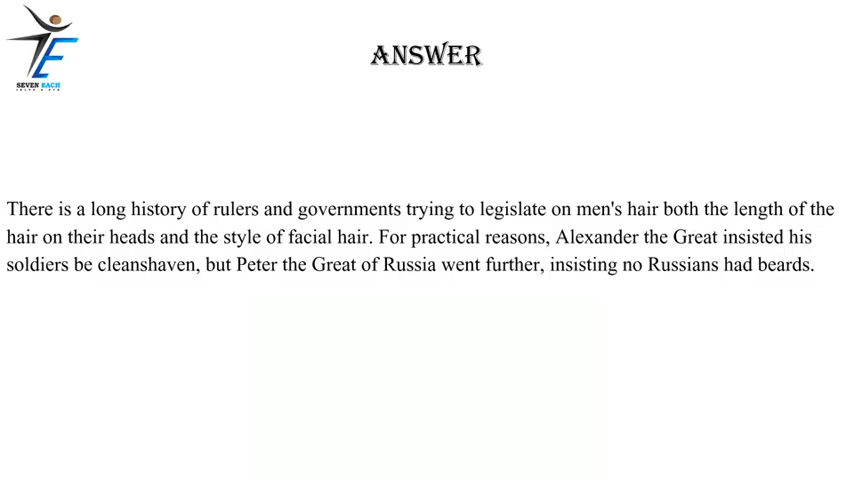 SEVEN EACH
IELTS & PTE
ANSWER
There is a long history of rulers and governments trying to legislate on men's hair both the length of the
hair on their heads and the style of facial hair. For practical reasons, Alexander the Great insisted his
soldiers be cleanshaven, but Peter the Great of Russia went further, insisting no Russians had beards.